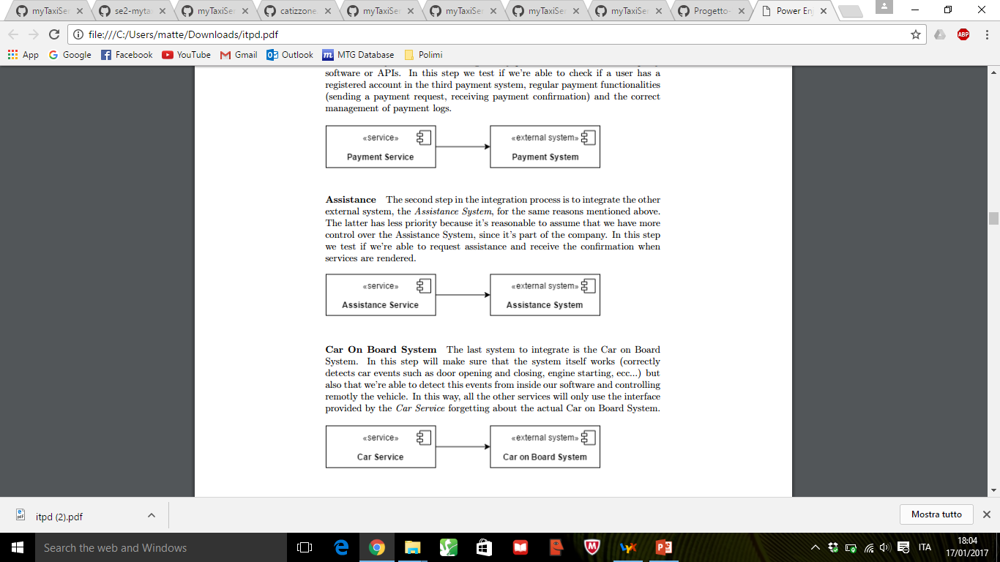 myTaxiSe
se2-myta
myTaxiSe
catizzone
myTaxiSe
myTaxiSe
myTaxiSe
myTaxiSe
Progetto-
Power En
file:///C:/Users/matte/Downloads/itpd.pdf
ABP
App
Google
Facebook
YouTube
Gmail
Outlook
MTG Database
Polimi
software or APIs. In this step we test if we're able to check if a user has a
registered account in the third payment system, regular payment functionalities
(sending a payment request, receiving payment confirmation) and the correct
management of payment logs.
«service»
Payment Service
«external system»
Payment System
Assistance The second step in the integration process is to integrate the other
external system, the Assistance System, for the same reasons mentioned above.
The latter has less priority because it's reasonable to assume that we have more
control over the Assistance System, since it's part of the company. In this step
we test if we're able to request assistance and receive the confirmation when
services are rendered.
«service»
Assistance Service
«external system»
Assistance System
Car On Board System The last system to integrate is the Car on Board
System. In this step will make sure that the system itself works (correctly
detects car events such as door opening and closing, engine starting, ecc...) but
also that we're able to detect this events from inside our software and controlling
remotly the vehicle. In this way, all the other services will only use the interface
provided by the Car Service forgetting about the actual Car on Board System.
«service»
Car Service
«external system»
Car on Board System
itpd (2).pdf
Mostra tutto
Search the web and Windows
ITA
18:04
17/01/2017